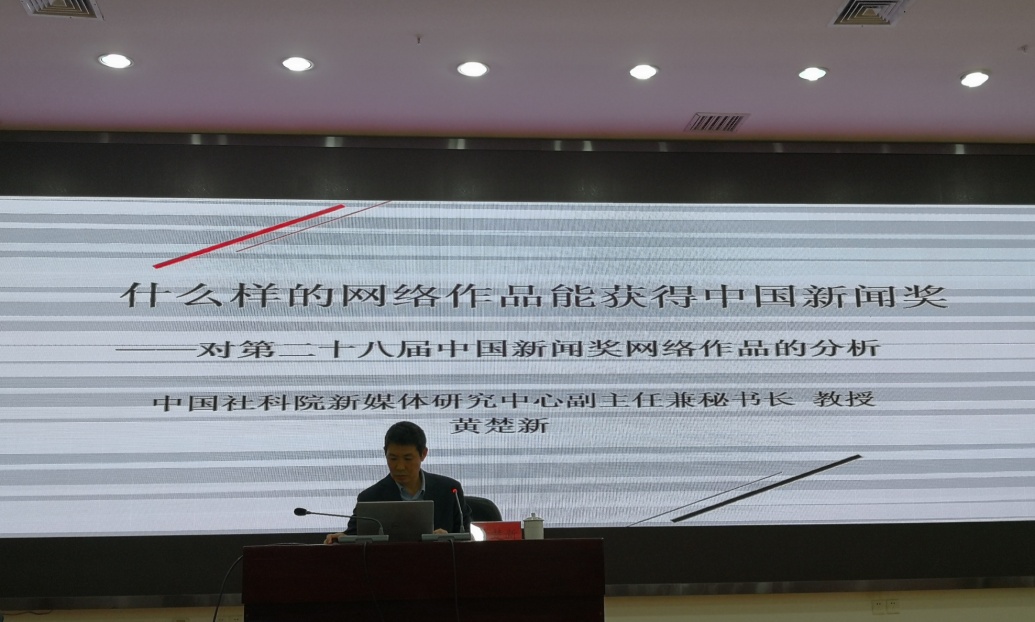 什么样的网络作品能获得中国新闻奖
——对第二十八届中国新闻奖网络作品的分析
中国社科院新媒体研究中心副主任兼秘书长 教授
黄楚新